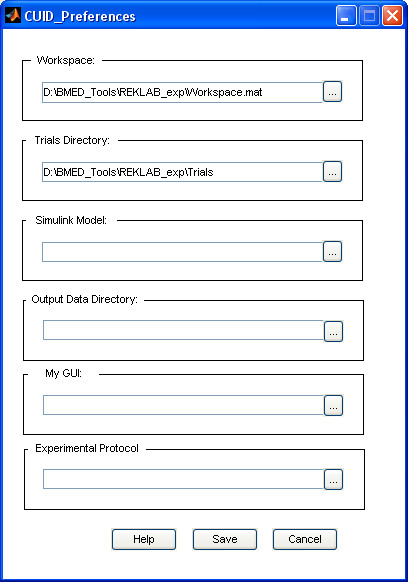 CUID_Preferences
Workspace:
D:\BMED_Tools\REKLAB_exp\Workspace.mat
...
Trials Directory:
D:\BMED_Tools\REKLAB_exp\Trials
...
Simulink Model:
...
Output Data Directory:
...
My GUI:
...
Experimental Protocol
...
Help Save Cancel